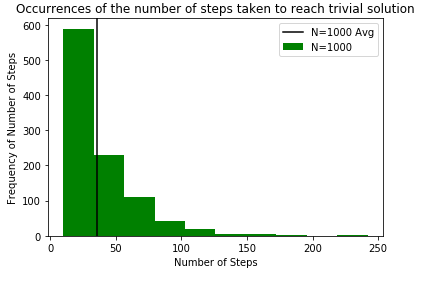 Occurrences of the number of steps taken to reach trivial solution
N=1000 Avg
N=1000
Frequency of Number of Steps
600
500
400
300
200
100
0
0 50 100 150 200 250
Number of Steps